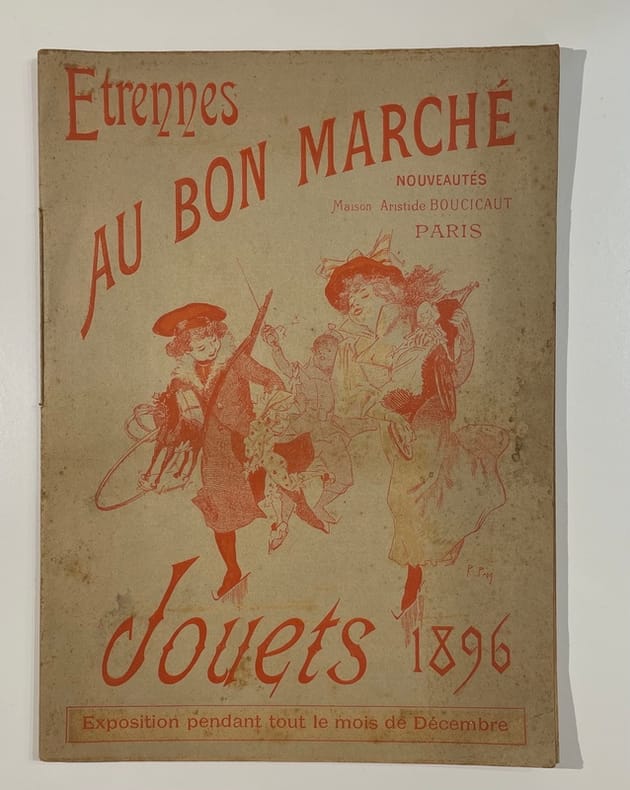 Etrennes
AU BON MARCHÉ
NOUVEAUTÉS
Maison Aristide BOUCICAUT
PARIS
Jouets 1896
Exposition pendant tout le mois de Décembre